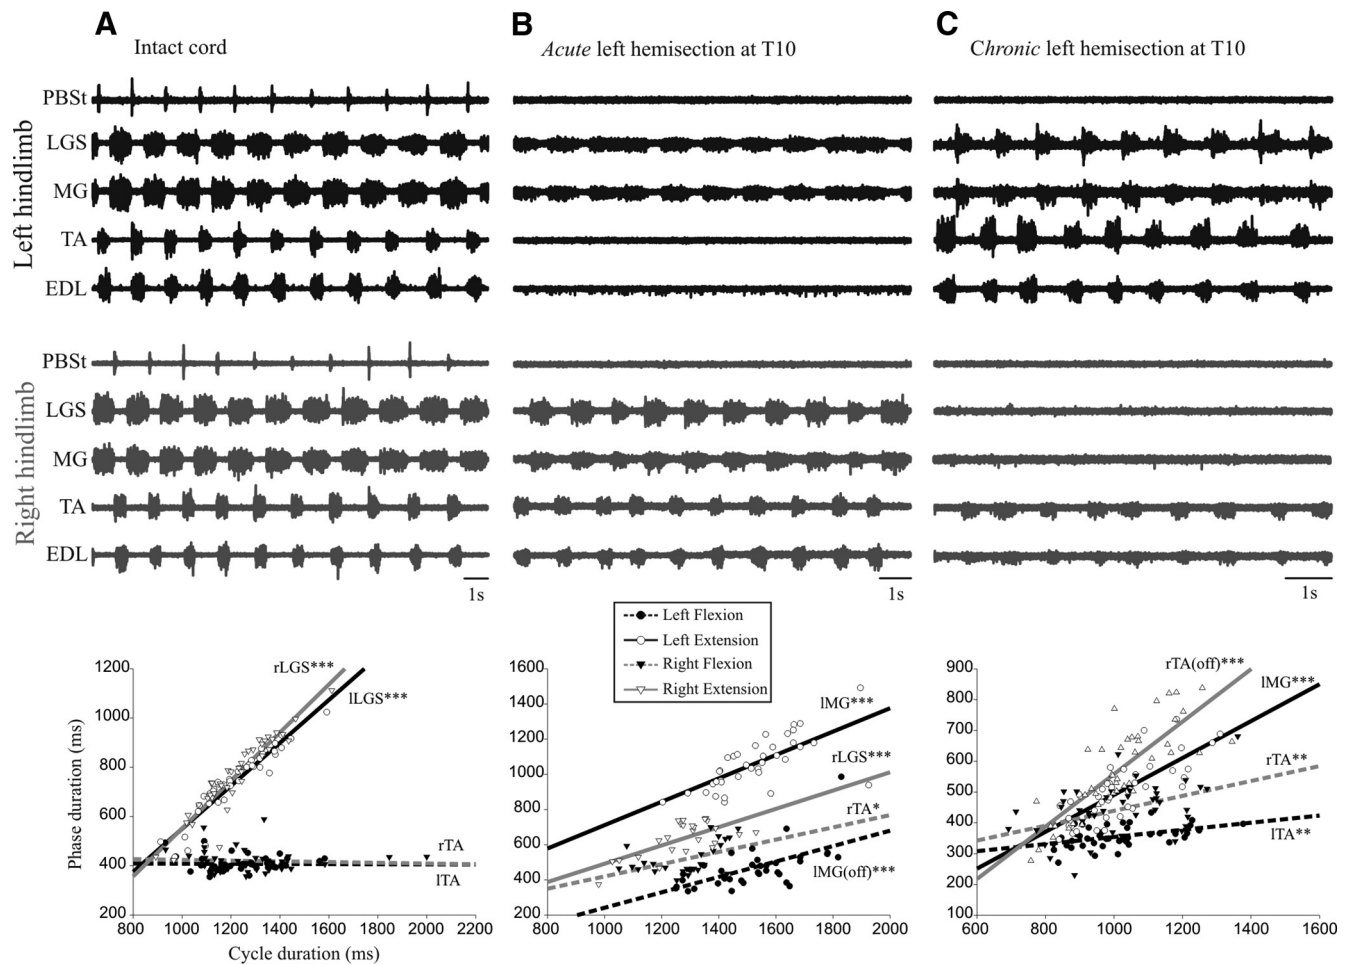 A
B
C
Intact cord
Acute left hemisection at T10
Chronic left hemisection at T10
Left hindlimb
PBSt
LGS
MG
TA
EDL
Right hindlimb
PBSt
LGS
MG
TA
EDL
1s
1s
1s
Left Flexion
Left Extension
Right Flexion
Right Extension
Phase duration (ms)
1200
1000
800
600
400
200
rLGS***
lLGS***
rTA
lTA
800 1000 1200 1400 1600 1800 2000 2200
Cycle duration (ms)
1600
1400
1200
1000
800
600
400
200
lMG***
rLGS***
rTA*
lMG(off)***
800 1000 1200 1400 1600 1800 2000
900
800
700
600
500
400
300
200
100
rTA(off)***
lMG***
rTA**
lTA**
600 800 1000 1200 1400 1600